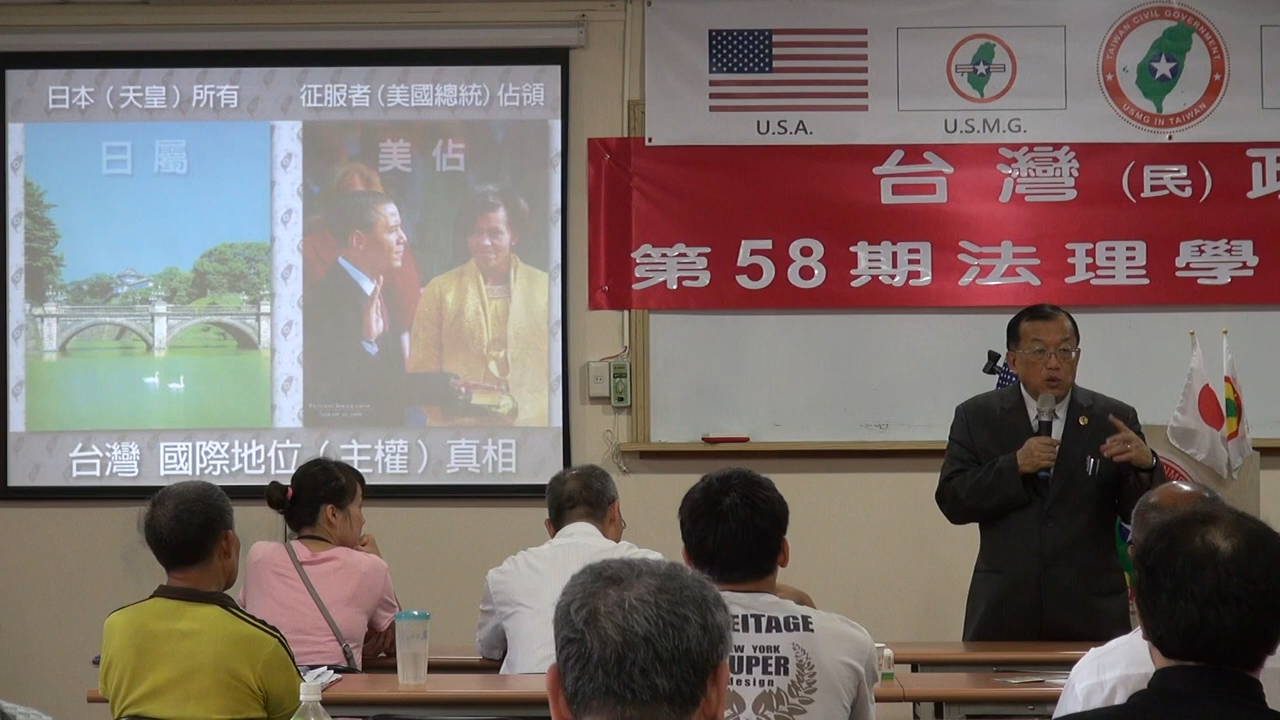 日本（天皇）所有
征服者（美國總統）佔領
日屬
美佔
台灣 國際地位（主權）真相
U.S.A.
U.S.M.G.
TAIWAN CIVIL GOVERNMENT
USMG IN TAIWAN
台灣（民）政
第58期法理學
EITAGE
NEW YORK
SUPER
design